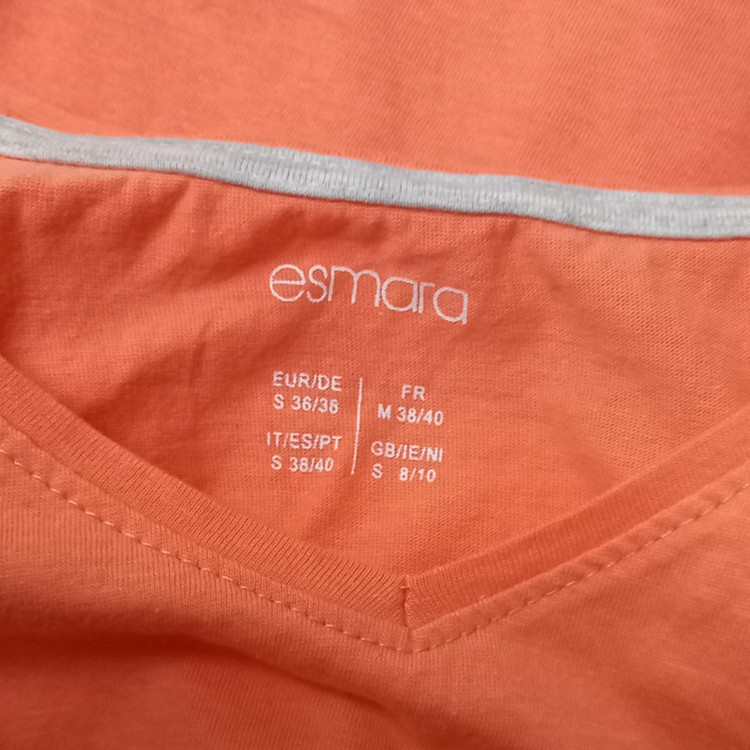 esmara
EUR/DE
S 36/38
FR
M 38/40
IT/ES/PT
S 38/40
GB/IE/NI
S 8/10